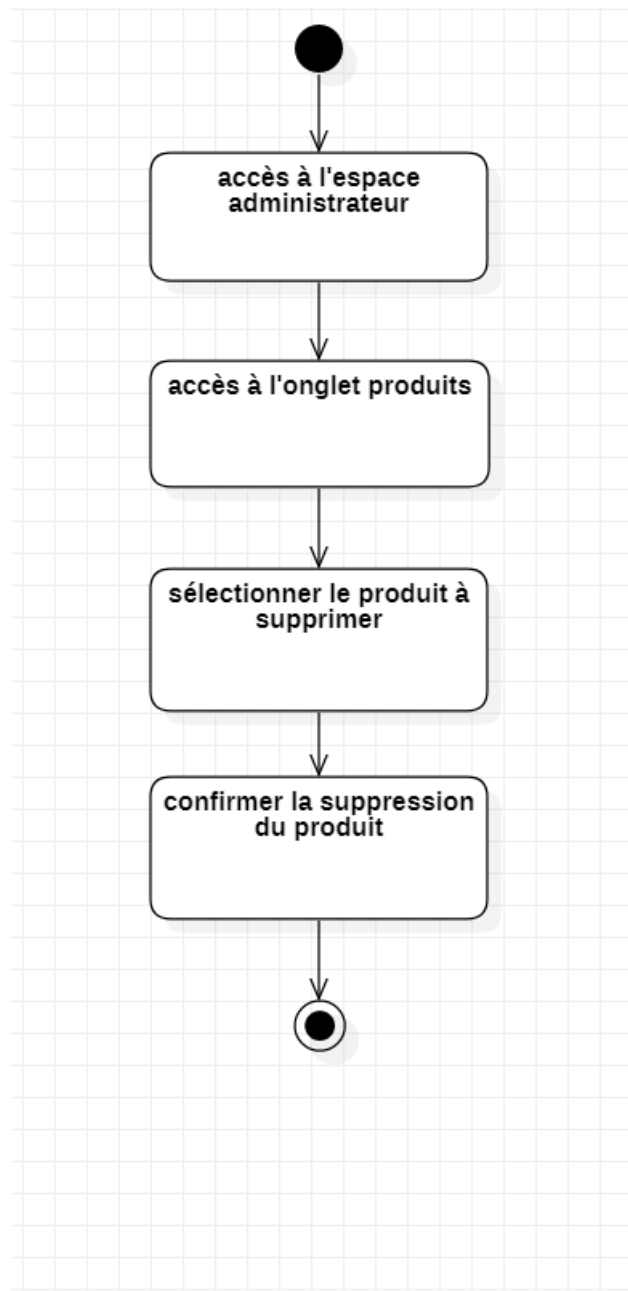 accès à l'espace
administrateur
accès à l'onglet produits
sélectionner le produit à
supprimer
confirmer la suppression
du produit